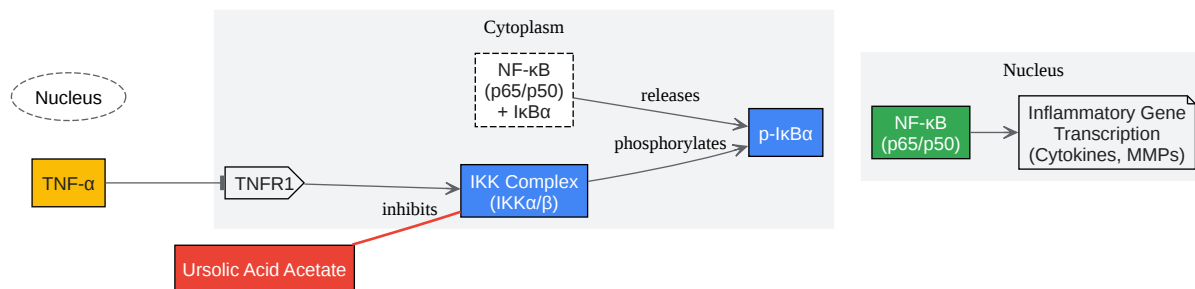 Cytoplasm
Nucleus
TNF-α
TNFR1
NF-κB
(p65/p50)
+ IκBα
releases
phosphorylates
p-IκBα
IKK Complex
(IKKα/β)
inhibits
Ursolic Acid Acetate
Nucleus
NF-κB
(p65/p50)
Inflammatory Gene
Transcription
(Cytokines, MMPs)